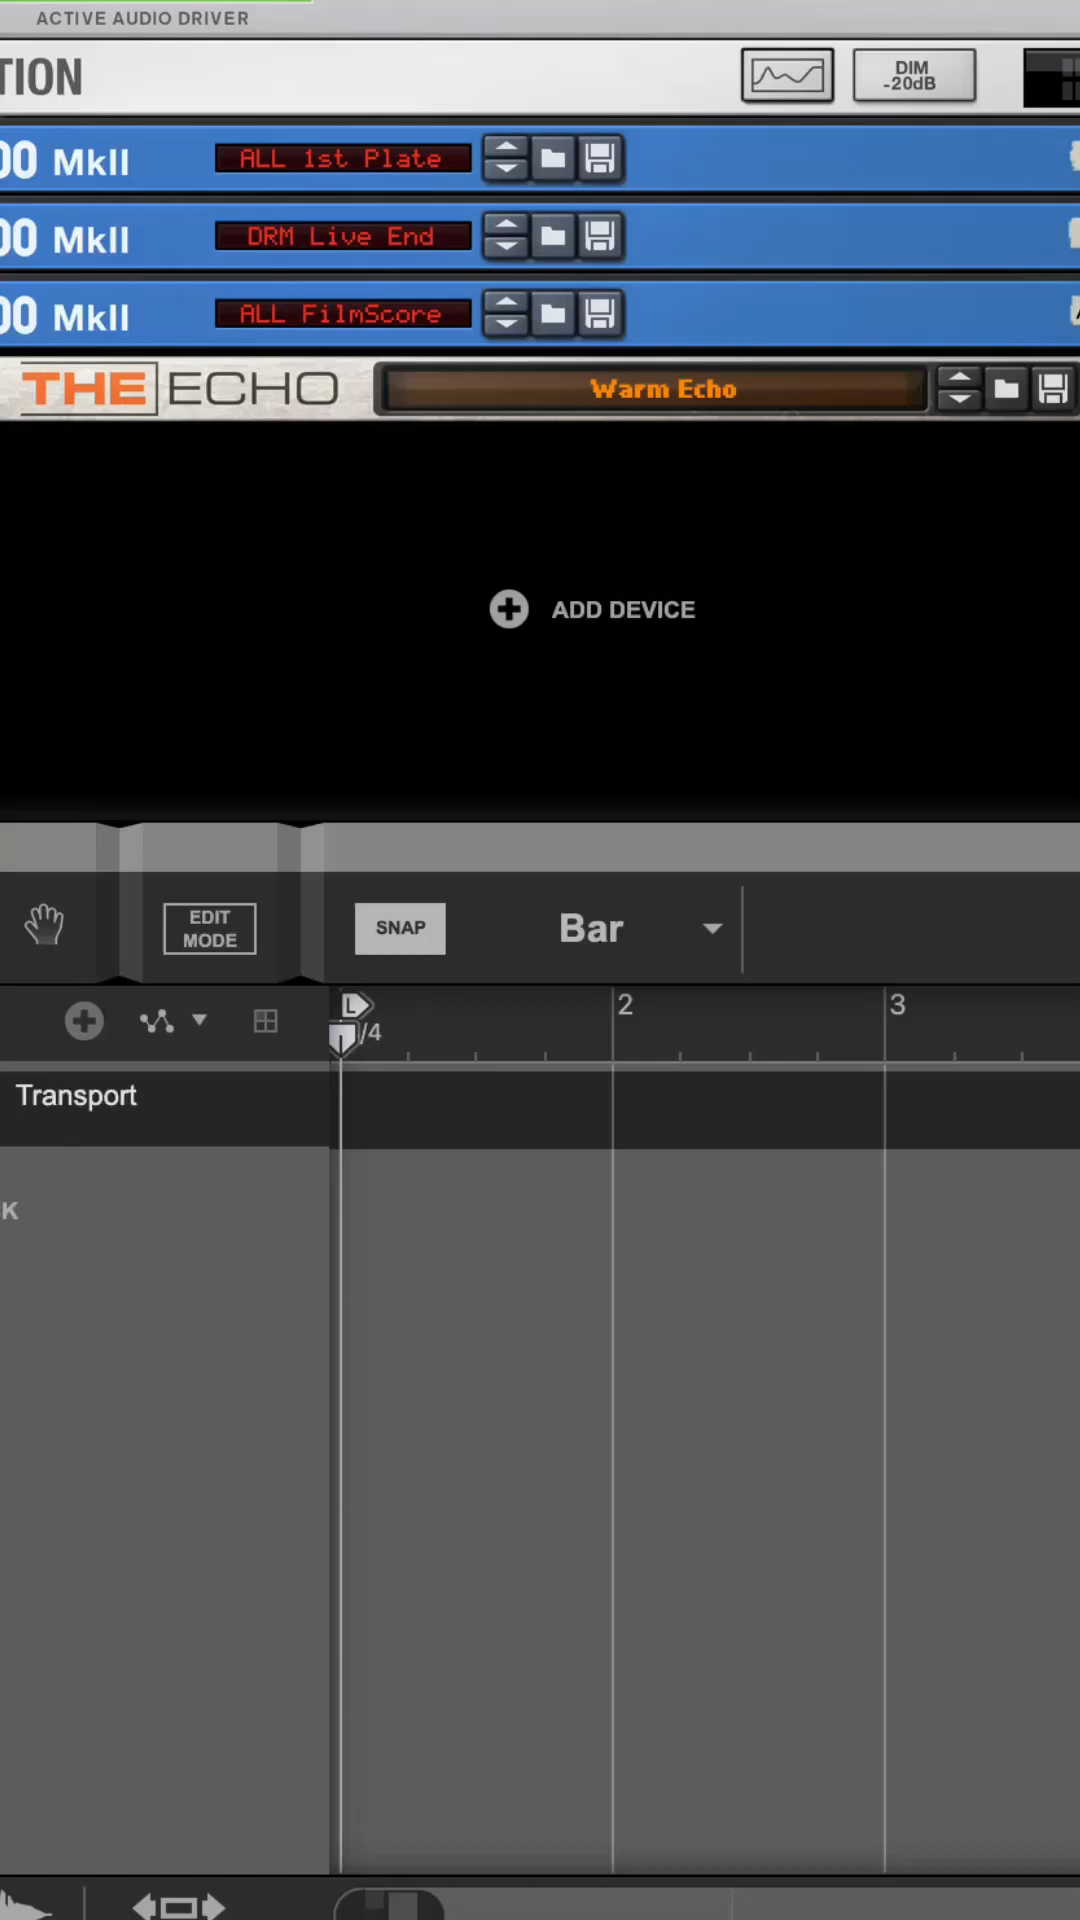 ACTIVE AUDIO DRIVER
TION
DIM
-20dB
00 MkII
ALL 1st Plate
00 MkII
DRM Live End
00 MkII
ALL FilmScore
THE ECHO
Warm Echo
ADD DEVICE
EDIT
MODE
SNAP
Bar
L
2
3
/4
Transport
K